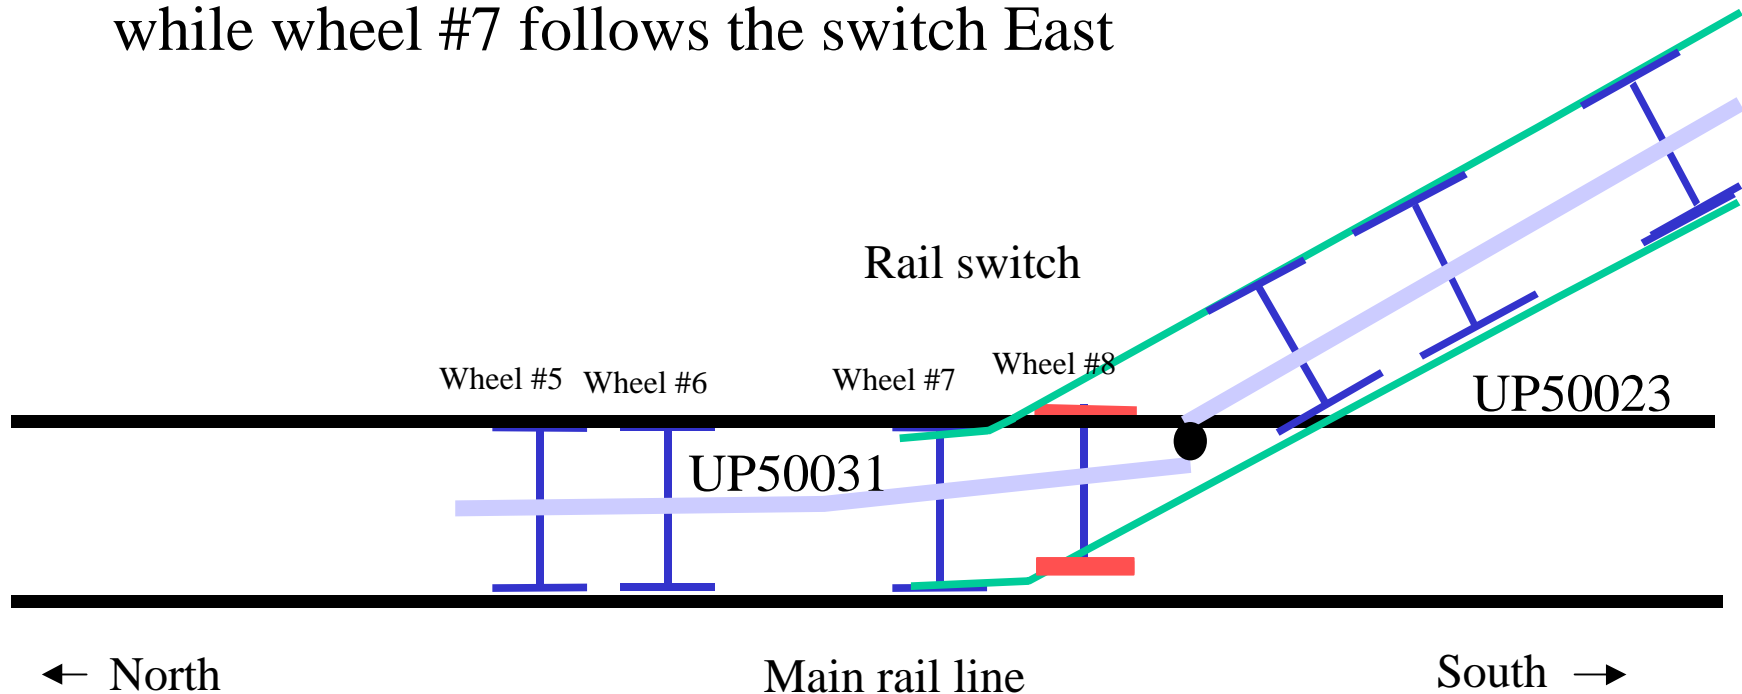 while wheel #7 follows the switch East
Rail switch
Wheel #5
Wheel #6
Wheel #7
Wheel #8
UP50023
UP50031
North
Main rail line
South